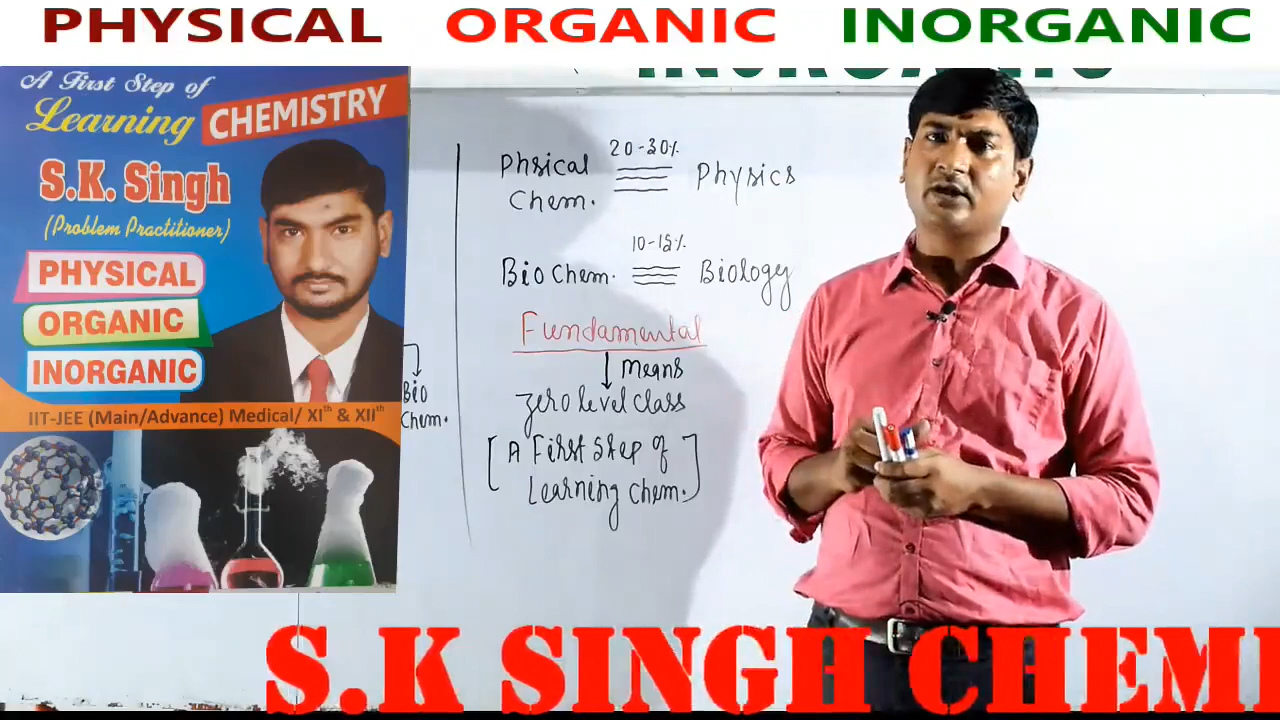 PHYSICAL ORGANIC INORGANIC
INORGANIC
A First Step of
Learning CHEMISTRY
S.K. Singh
(Problem Practitioner)
PHYSICAL
ORGANIC
INORGANIC
IIT-JEE (Main/Advance) Medical/ XIth & XIIth
Bio
Chem.
Phsical 20-30% Physics
Chem.
Bio Chem. 10-15% Biology
Fundamental
means
zero level class
[A First Step of
Learning chem.]
S.K SINGH CHEMI